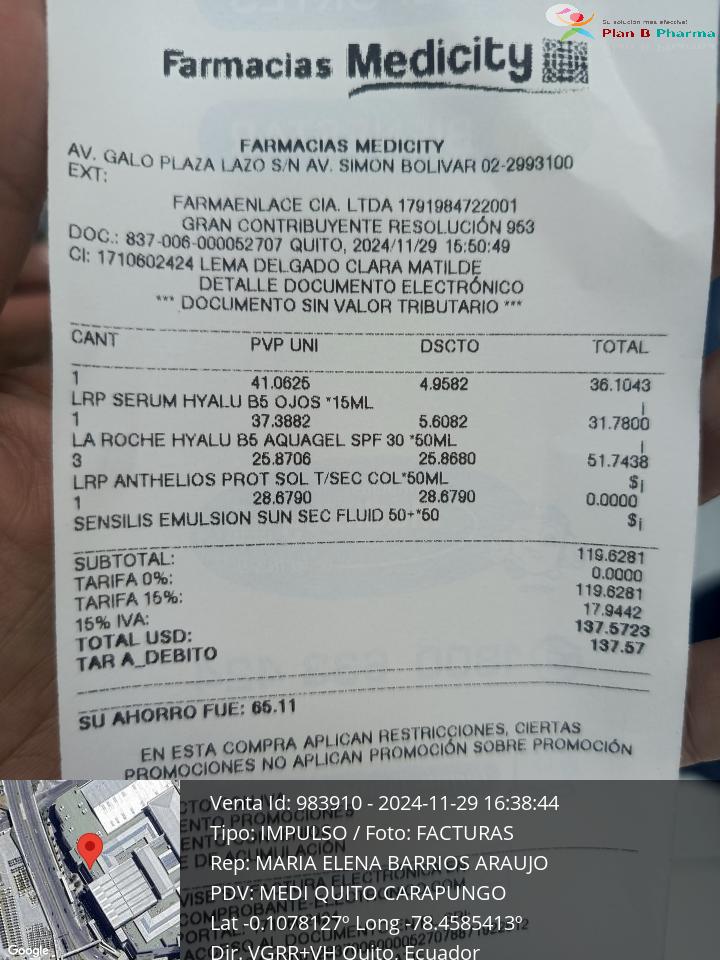 Su solución más efectiva!
Plan B Pharma
Farmacias Medicity
FARMACIAS MEDICITY
AV. GALO PLAZA LAZO S/N AV. SIMON BOLIVAR 02-2993100
EXT:
FARMAENLACE CIA. LTDA 1791984722001
GRAN CONTRIBUYENTE RESOLUCIÓN 953
DOC.: 837-006-000052707 QUITO, 2024/11/29 15:50:49
CI: 1710602424 LEMA DELGADO CLARA MATILDE
DETALLE DOCUMENTO ELECTRÓNICO
*** DOCUMENTO SIN VALOR TRIBUTARIO ***
CANT PVP UNI DSCTO TOTAL
1 41.0625 4.9582 36.1043
LRP SERUM HYALU B5 OJOS *15ML |
1 37.3882 5.6082 31.7800
LA ROCHE HYALU B5 AQUAGEL SPF 30 *50ML |
3 25.8706 25.8680 51.7438
LRP ANTHELIOS PROT SOL T/SEC COL*50ML $¡
1 28.6790 28.6790 0.0000
SENSILIS EMULSION SUN SEC FLUID 50+*50 $¡
SUBTOTAL: 119.6281
TARIFA 0%: 0.0000
TARIFA 15%: 119.6281
15% IVA: 17.9442
TOTAL USD: 137.5723
TAR A_DEBITO 137.57
SU AHORRO FUE: 65.11
EN ESTA COMPRA APLICAN RESTRICCIONES, CIERTAS
PROMOCIONES NO APLICAN PROMOCIÓN SOBRE PROMOCIÓN
Venta Id: 983910 - 2024-11-29 16:38:44
Tipo: IMPULSO / Foto: FACTURAS
Rep: MARIA ELENA BARRIOS ARAUJO
PDV: MEDI QUITO CARAPUNGO
Lat -0.1078127º Long -78.4585413º
Dir. VGRR+VH Quito, Ecuador
Google